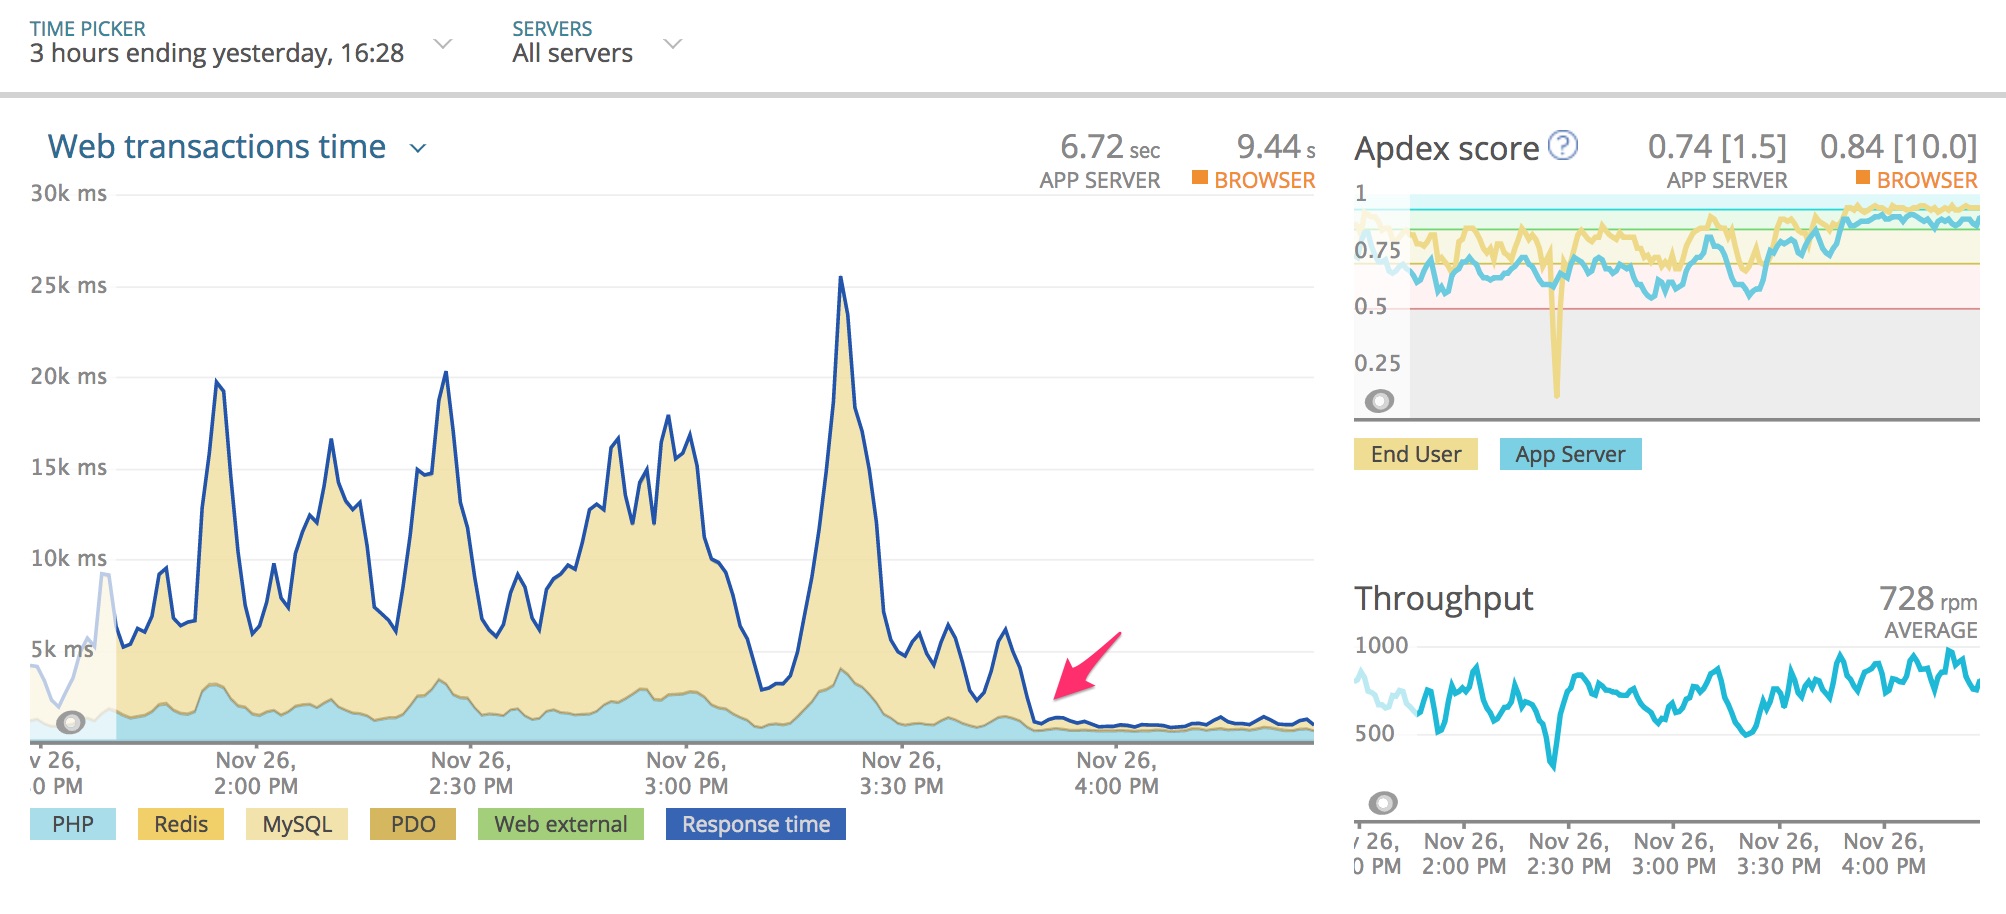 TIME PICKER
3 hours ending yesterday, 16:28
SERVERS
All servers
Web transactions time
6.72 sec
APP SERVER
9.44 s
BROWSER
30k ms
25k ms
20k ms
15k ms
10k ms
5k ms
v 26,
0 PM
Nov 26,
2:00 PM
Nov 26,
2:30 PM
Nov 26,
3:00 PM
Nov 26,
3:30 PM
Nov 26,
4:00 PM
PHP
Redis
MySQL
PDO
Web external
Response time
Apdex score ?
0.74 [1.5]
APP SERVER
0.84 [10.0]
BROWSER
1
0.75
0.5
0.25
End User
App Server
Throughput
728 rpm
AVERAGE
1000
500
26,
0 PM
Nov 26,
2:00 PM
Nov 26,
2:30 PM
Nov 26,
3:00 PM
Nov 26,
3:30 PM
Nov 26,
4:00 PM